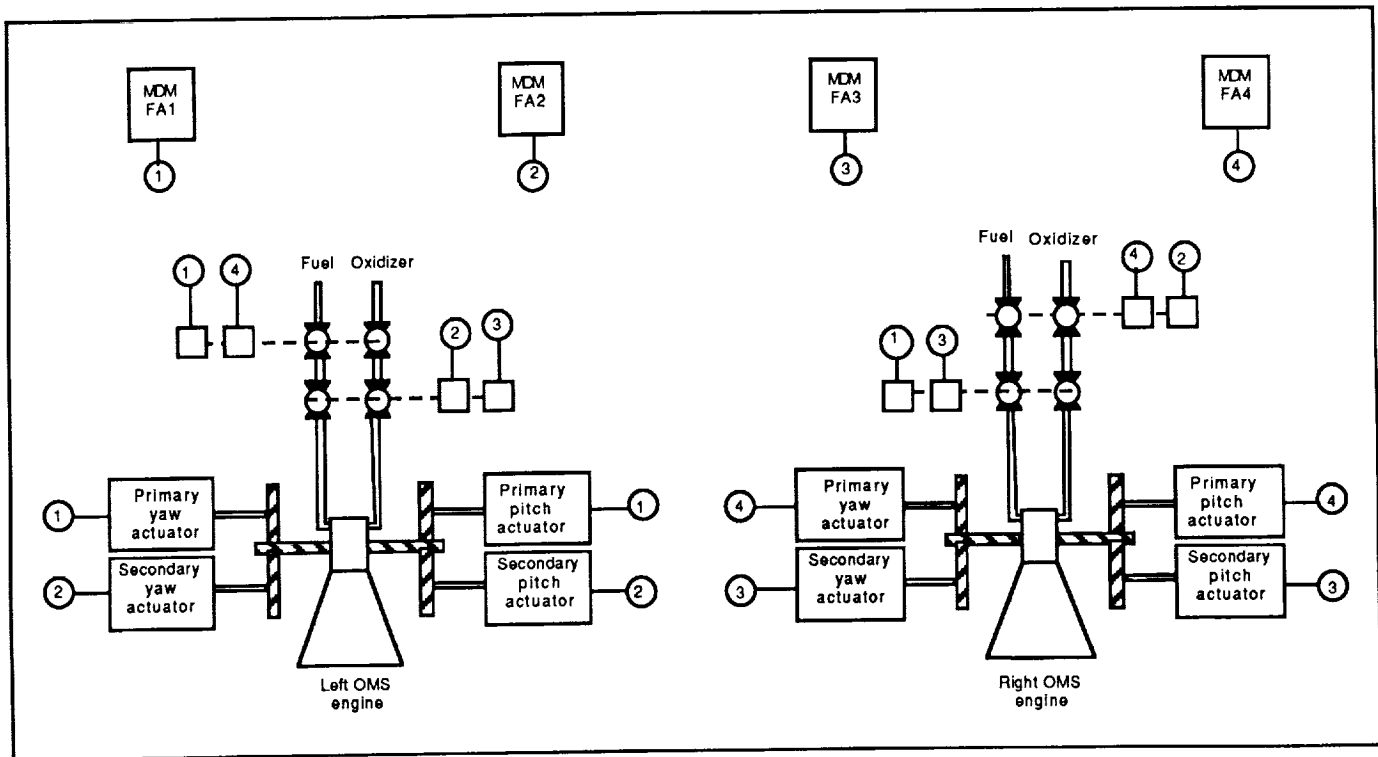 MDM
FA1
1
MDM
FA2
2
MDM
FA3
3
MDM
FA4
4
1
4
Fuel
Oxidizer
2
3
Primary
yaw
actuator
1
Secondary
yaw
actuator
2
Primary
pitch
actuator
1
Secondary
pitch
actuator
2
Left OMS
engine
Fuel
Oxidizer
4
2
1
3
Primary
yaw
actuator
4
Secondary
yaw
actuator
3
Primary
pitch
actuator
4
Secondary
pitch
actuator
3
Right OMS
engine